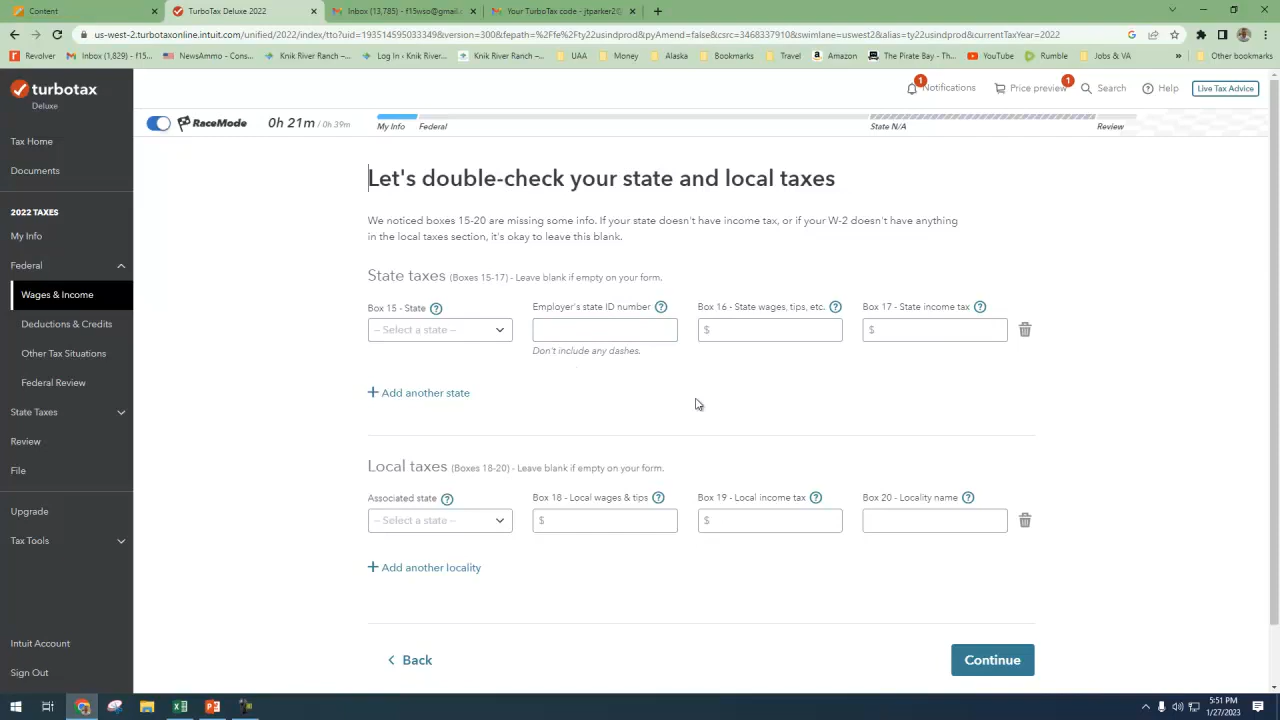 Content
TurboTax Deluxe 2022
Inbox (13,785) - f15wso@gmail.c
Your TurboTax code - jtparker2@
us-west-2.turbotaxonline.intuit.com/unified/2022/index/tto?uid=193514595033349&version=300&fepath=%2Ffe%2Fty22usindprod&pyAmend=false&csrc=3468337910&swimlane=uswest2&alias=ty22usindprod&currentTaxYear=2022
Revolver
Inbox (1,829) - f15...
NewsAmmo - Cons...
Knik River Ranch -...
Log In ‹ Knik River...
Knik River Ranch -...
UAA
Money
Alaska
Business
Travel
Amazon
The Pirate Bay - Th...
YouTube
Rumble
Jobs & VA
»
Other bookmarks
turbotax
Deluxe
1
Notifications
Price preview
1
Search
Help
Live Tax Advice
RaceMode
0h 21m / 0h 39m
My Info
Federal
State N/A
Review
Tax Home
Documents
2022 TAXES
My Info
Federal
Wages & Income
Deductions & Credits
Other Tax Situations
Federal Review
State Taxes
Review
File
Upgrade
Tax Tools
Intuit Account
Sign Out
Let's double-check your state and local taxes
We noticed boxes 15-20 are missing some info. If your state doesn't have income tax, or if your W-2 doesn't have anything
in the local taxes section, it's okay to leave this blank.
State taxes (Boxes 15-17) - Leave blank if empty on your form.
Box 15 - State ?
Employer's state ID number ?
Box 16 - State wages, tips, etc. ?
Box 17 - State income tax ?
-- Select a state --
$
$
Don't include any dashes.
+ Add another state
Local taxes (Boxes 18-20) - Leave blank if empty on your form.
Associated state ?
Box 18 - Local wages & tips ?
Box 19 - Local income tax ?
Box 20 - Locality name ?
-- Select a state --
$
$
+ Add another locality
Back
Continue
5:51 PM
1/27/2023